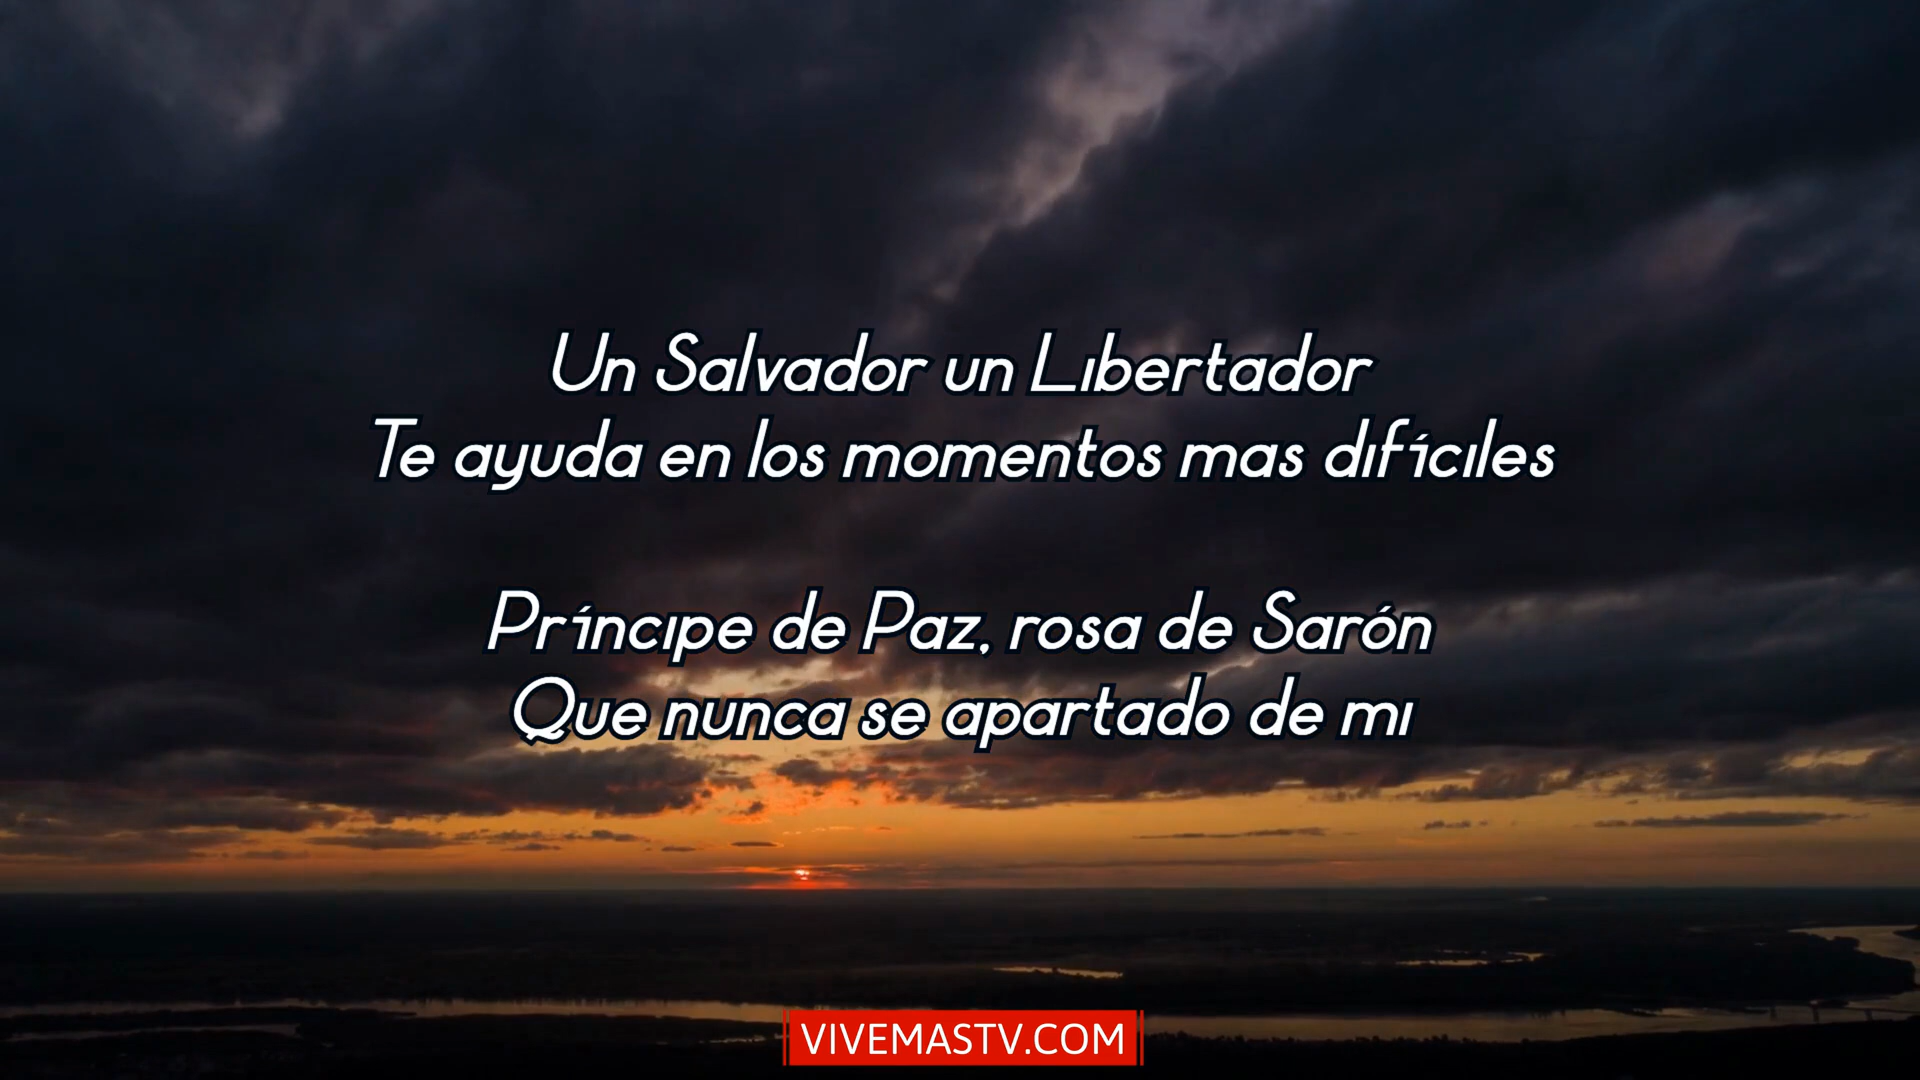 Un Salvador un Libertador
Te ayuda en los momentos mas difíciles
Príncipe de Paz, rosa de Sarón
Que nunca se apartado de mi
VIVEMASTV.COM